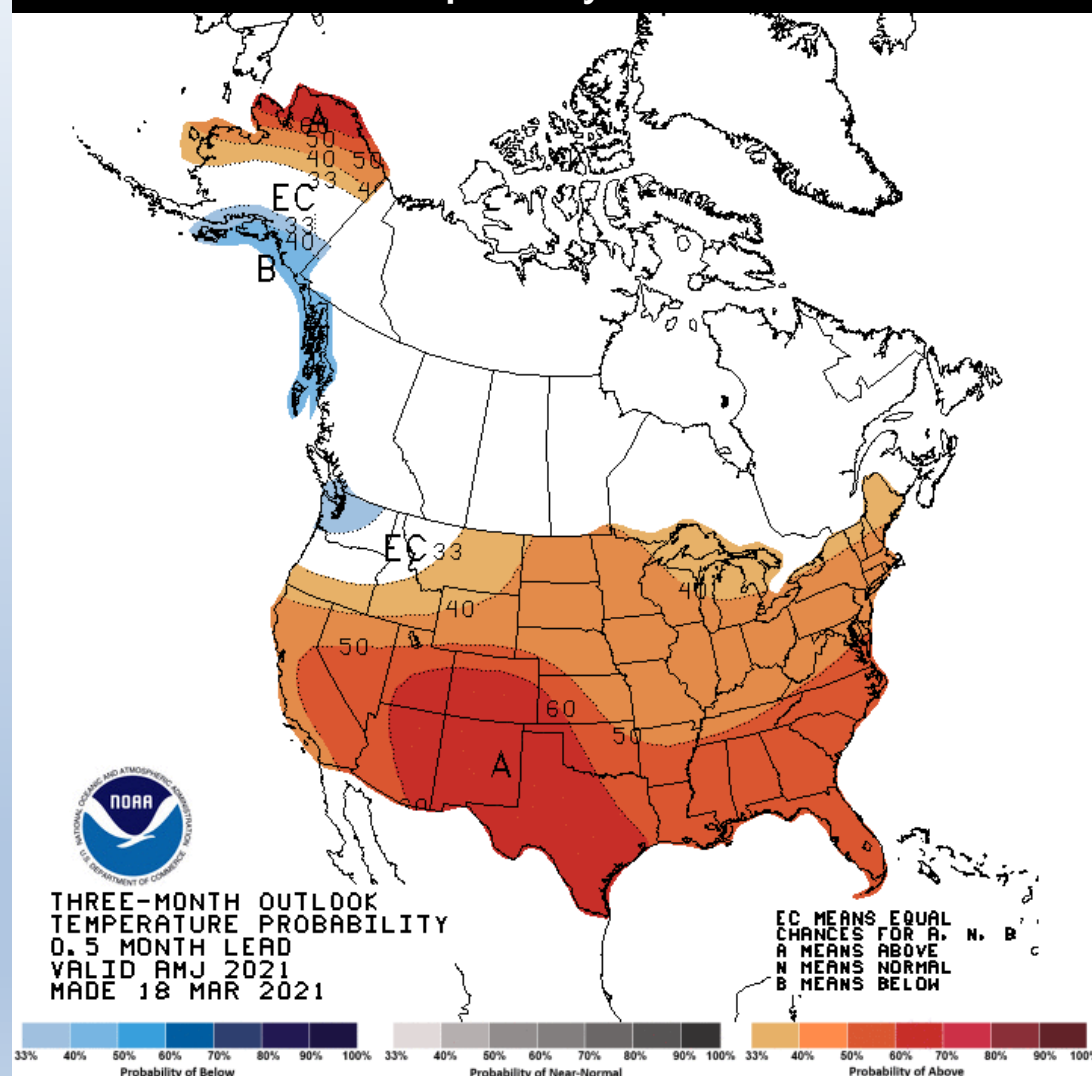 A
60
50
40
33
50
40
EC
33
40
B
EC
33
40
40
50
60
50
A
NATIONAL OCEANIC AND ATMOSPHERIC ADMINISTRATION
NOAA
U.S. DEPARTMENT OF COMMERCE
THREE-MONTH OUTLOOK
TEMPERATURE PROBABILITY
0.5 MONTH LEAD
VALID AMJ 2021
MADE 18 MAR 2021
EC MEANS EQUAL
CHANCES FOR A, N, B
A MEANS ABOVE
N MEANS NORMAL
B MEANS BELOW
33% 40% 50% 60% 70% 80% 90% 100%
Probability of Below
33% 40% 50% 60% 70% 80% 90% 100%
Probability of Near-Normal
33% 40% 50% 60% 70% 80% 90% 100%
Probability of Above